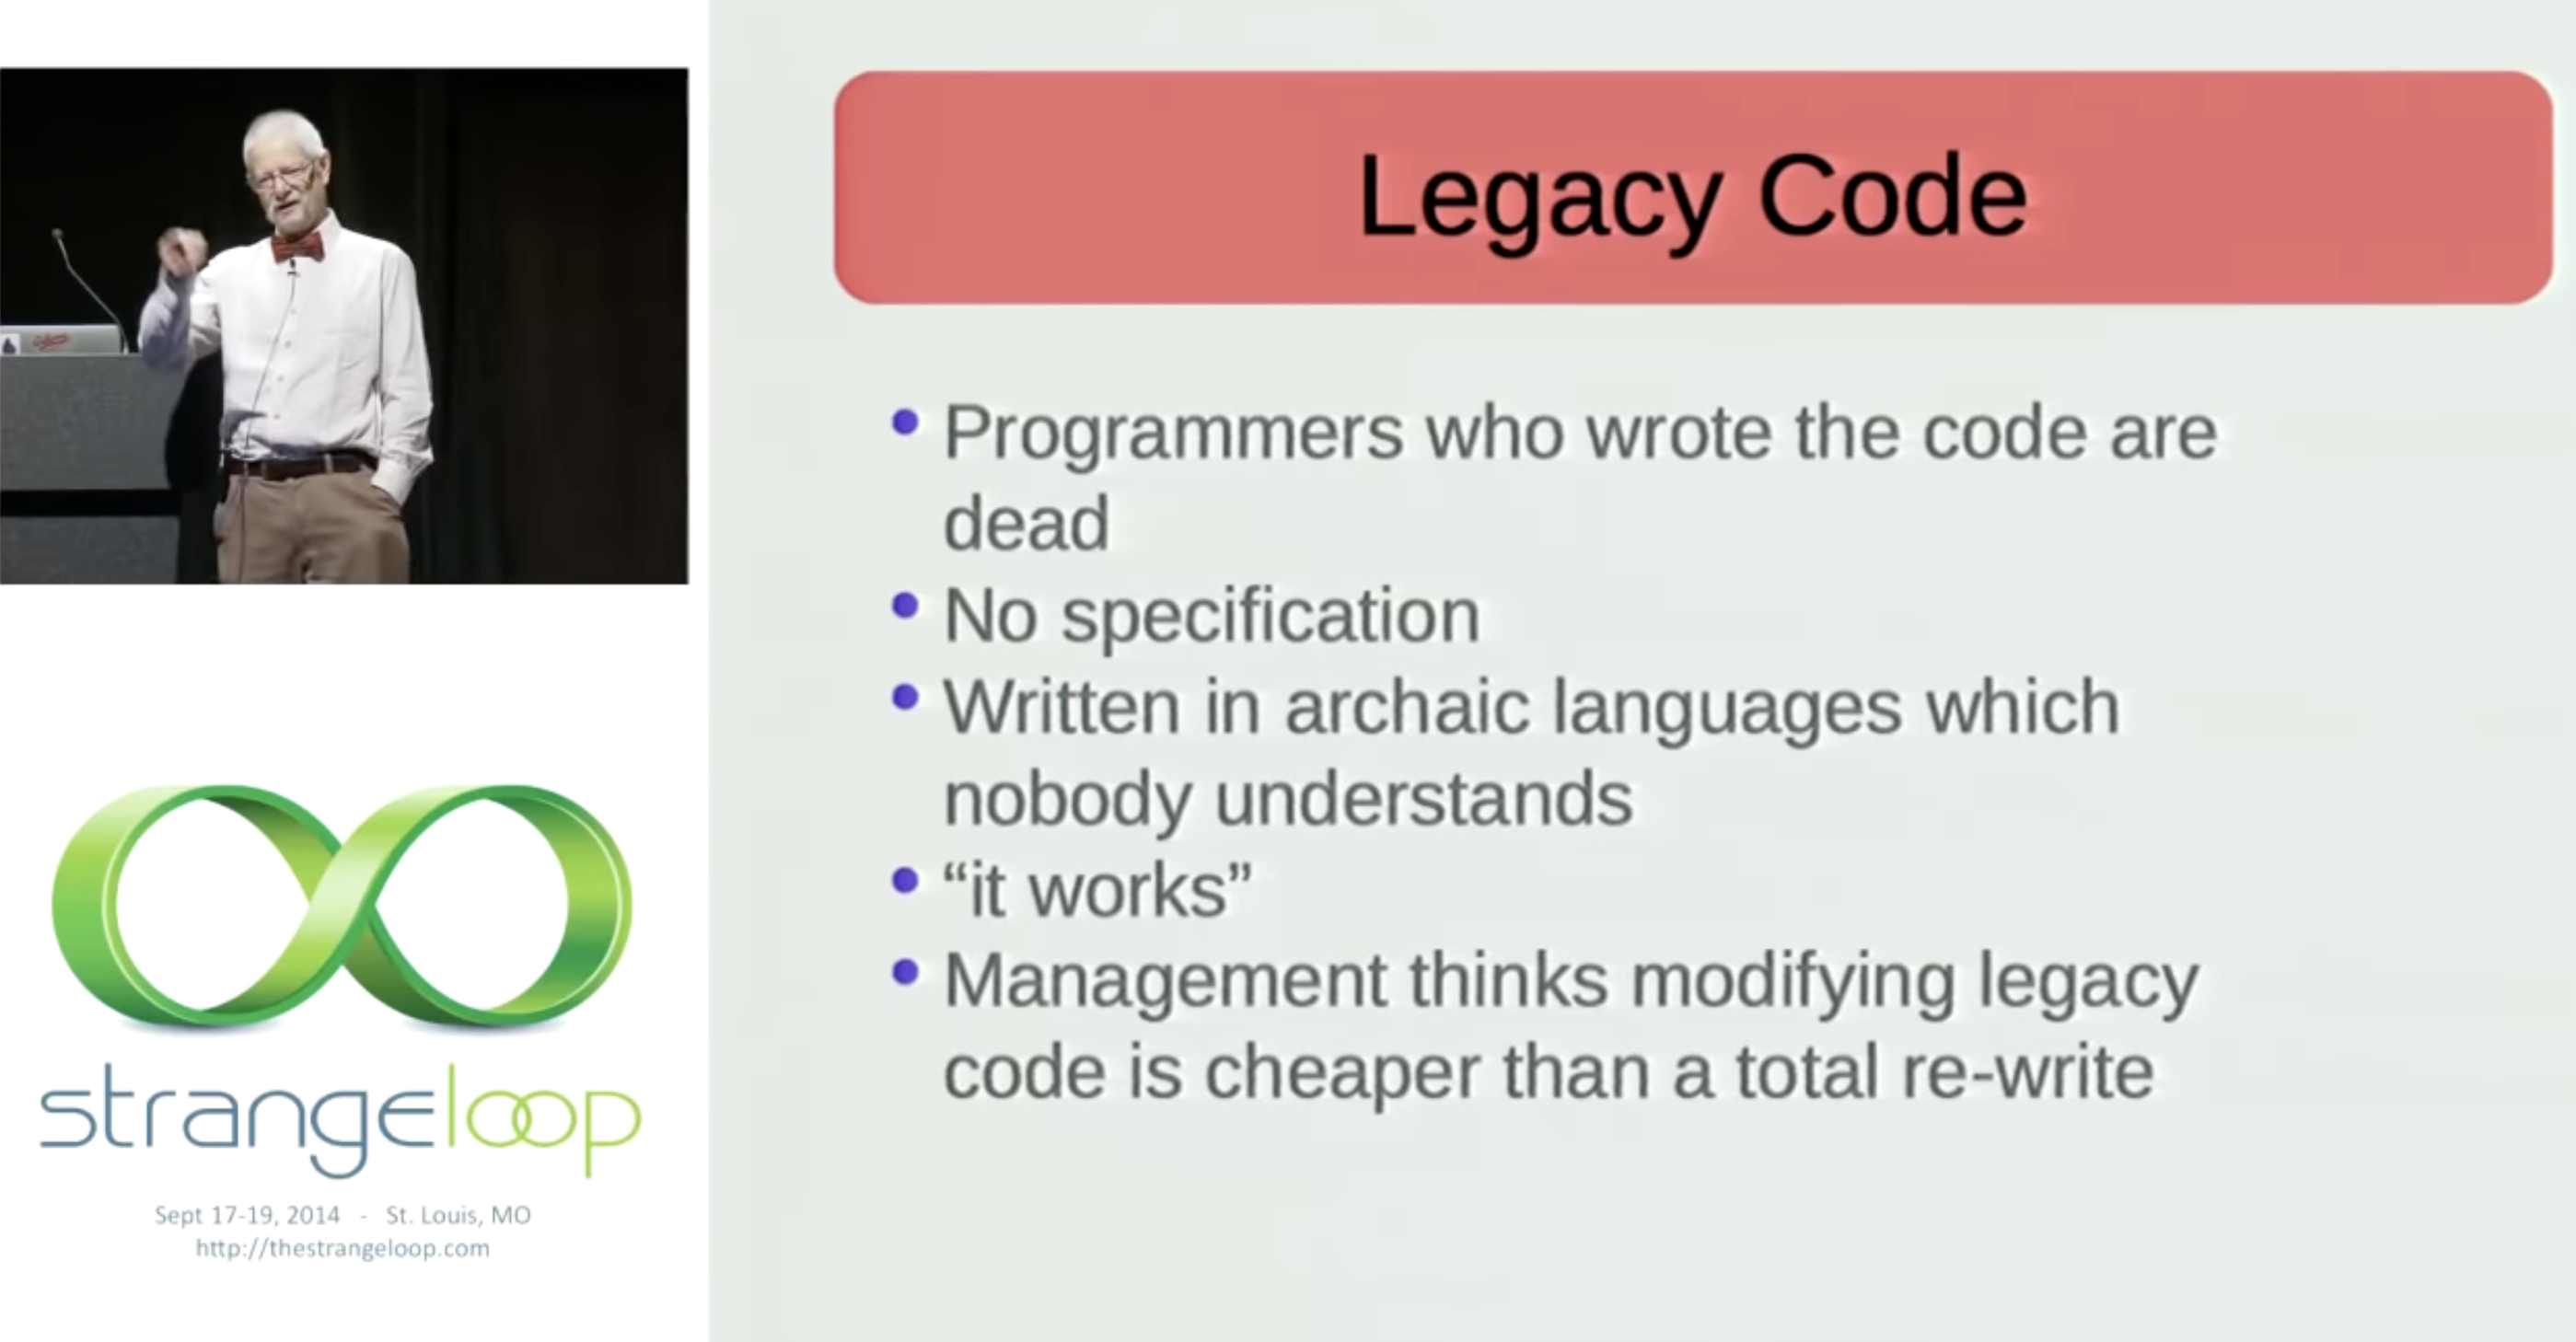 Legacy Code
• Programmers who wrote the code are
dead
• No specification
• Written in archaic languages which
nobody understands
• “it works”
• Management thinks modifying legacy
code is cheaper than a total re-write
strangeloop
Sept 17-19, 2014 - St. Louis, MO
http://thestrangeloop.com